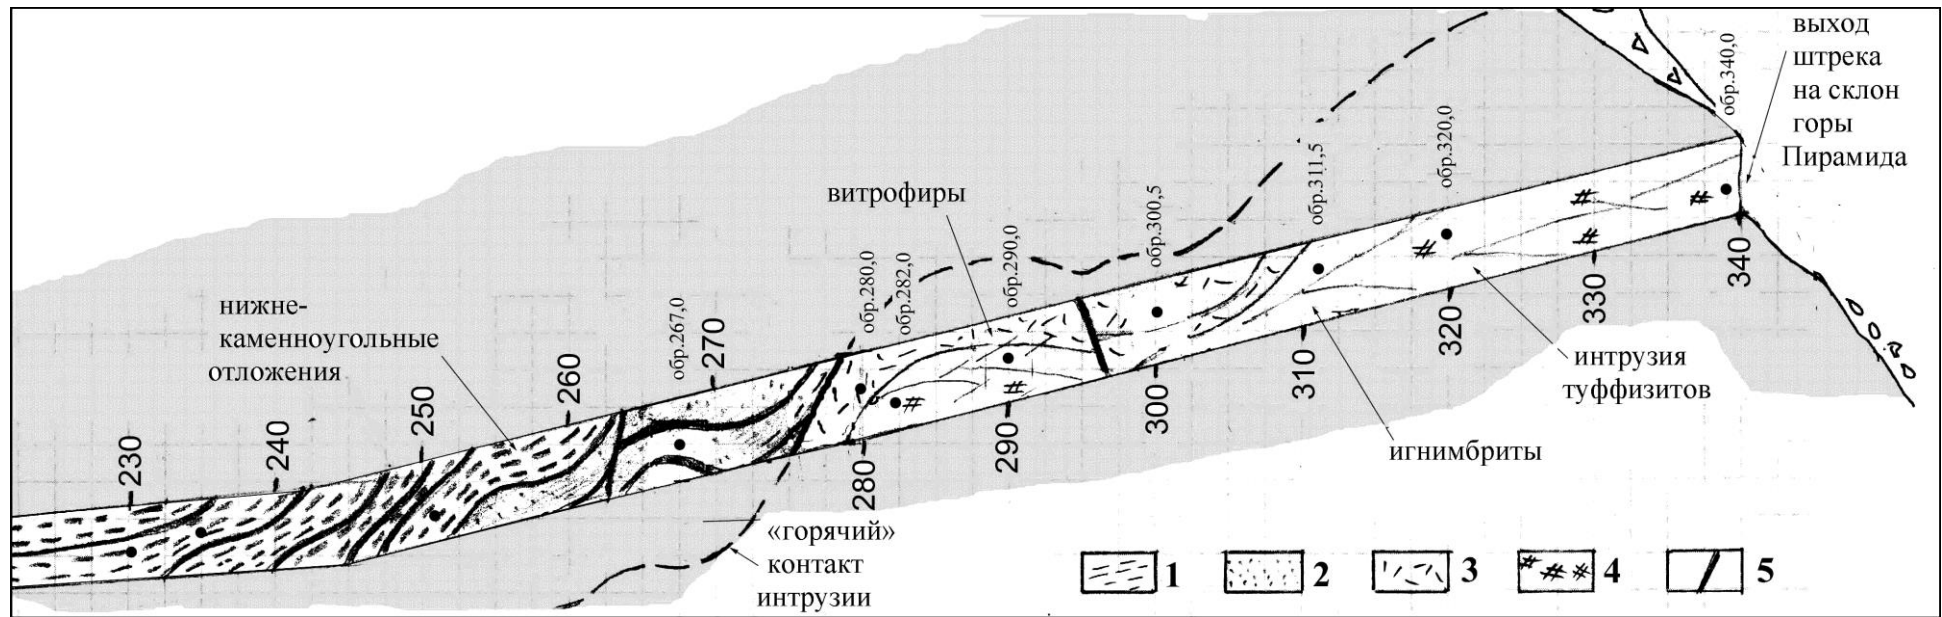 выход
штрека
на склон
горы
Пирамида
обр.340,0
обр.320,0
обр.311,5
обр.300,5
обр.290,0
обр.282,0
обр.280,0
обр.267,0
витрофиры
нижне-
каменноугольные
отложения
230
240
250
260
270
280
290
300
310
320
330
340
интрузия
туффизитов
игнимбриты
«горячий»
контакт
интрузии
1
2
3
4
5